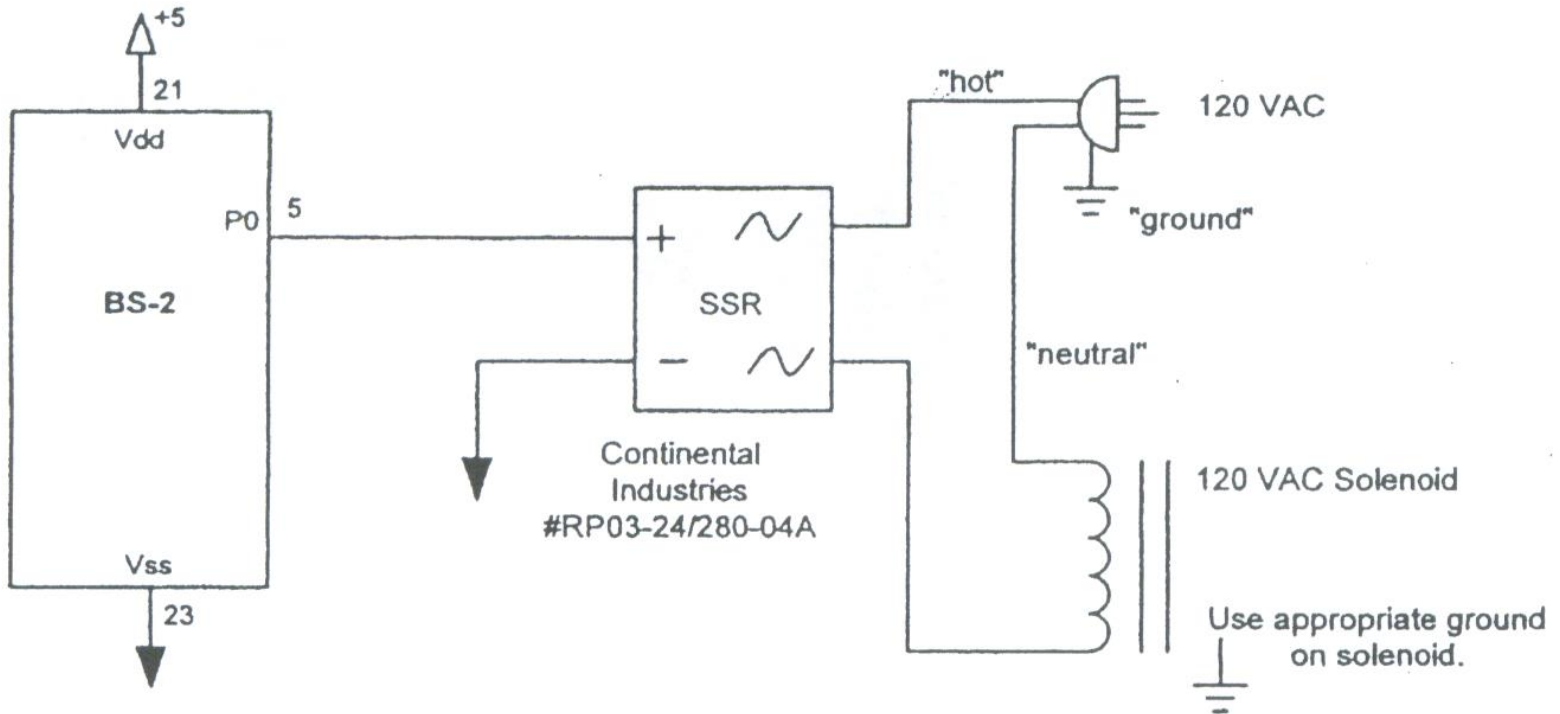 +5
21
Vdd
P0
5
BS-2
Vss
23
+
SSR
−
Continental
Industries
#RP03-24/280-04A
"hot"
120 VAC
"ground"
"neutral"
120 VAC Solenoid
Use appropriate ground
on solenoid.